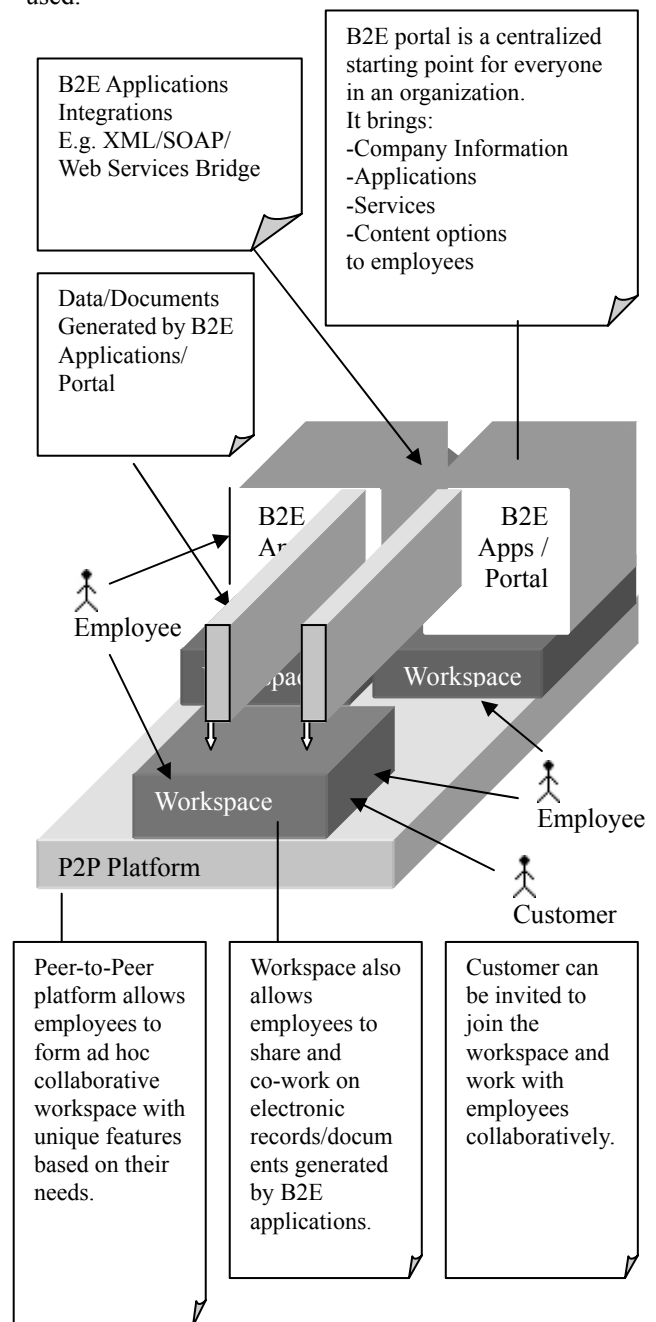 used.
B2E Applications
Integrations
E.g. XML/SOAP/
Web Services Bridge
B2E portal is a centralized
starting point for everyone
in an organization.
It brings:
-Company Information
-Applications
-Services
-Content options
to employees
Data/Documents
Generated by B2E
Applications/
Portal
B2E
B2E
Apps /
Portal
Employee
Workspace
Workspace
Employee
P2P Platform
Customer
Peer-to-Peer
platform allows
employees to
form ad hoc
collaborative
workspace with
unique features
based on their
needs.
Workspace also
allows
employees to
share and
co-work on
electronic
records/docum
ents generated
by B2E
applications.
Customer can
be invited to
join the
workspace and
work with
employees
collaboratively.